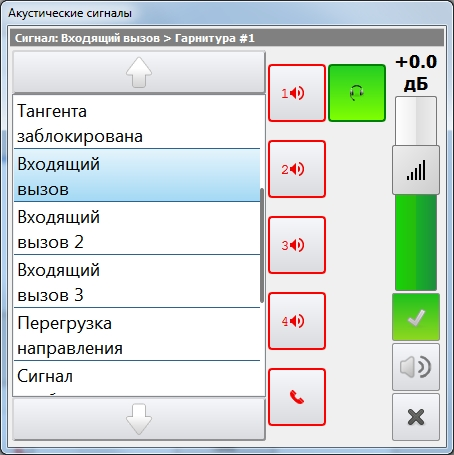 Акустические сигналы
Сигнал: Входящий вызов > Гарнитура #1
+0.0
дБ
Тангента
заблокирована
Входящий
вызов
Входящий
вызов 2
Входящий
вызов 3
Перегрузка
направления
Сигнал
1
2
3
4